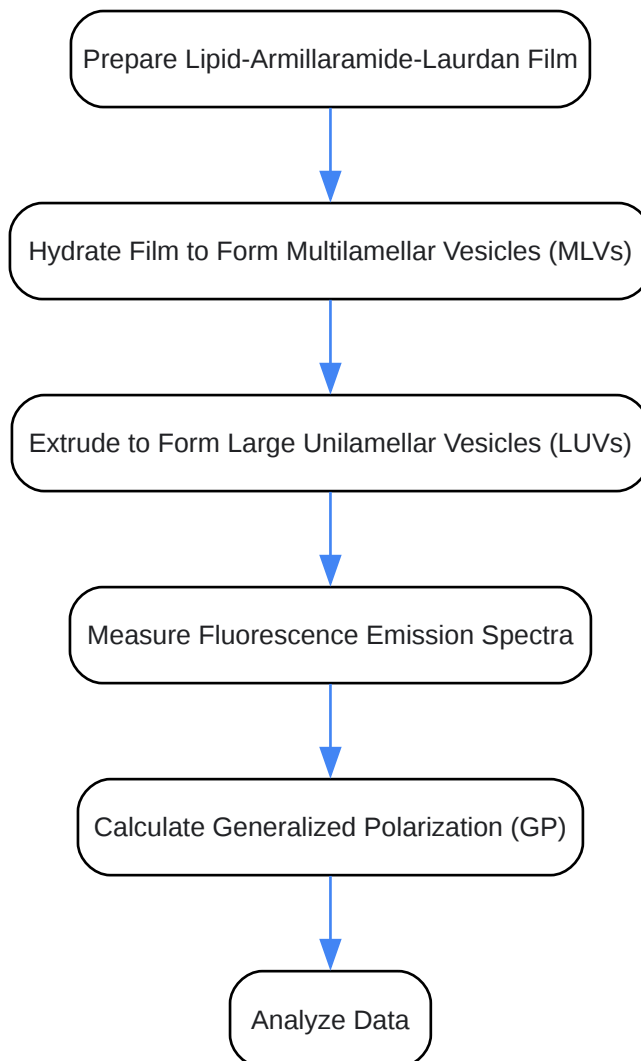 Prepare Lipid-Armillaramide-Laurdan Film
Hydrate Film to Form Multilamellar Vesicles (MLVs)
Extrude to Form Large Unilamellar Vesicles (LUVs)
Measure Fluorescence Emission Spectra
Calculate Generalized Polarization (GP)
Analyze Data